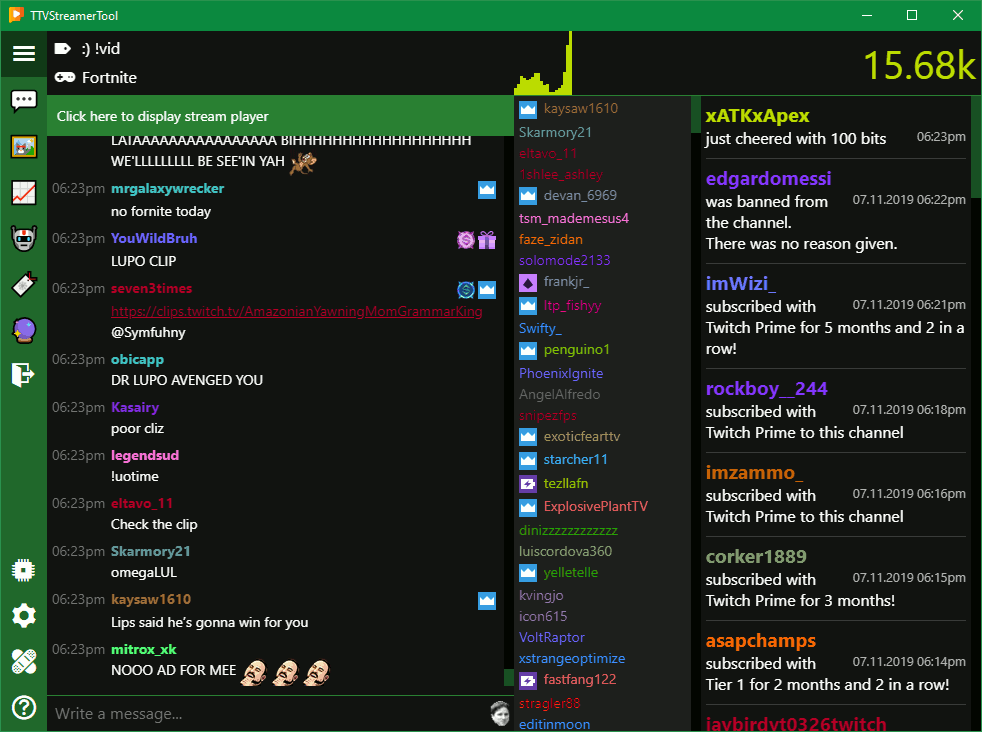 TTVStreamerTool
:) !vid
Fortnite
15.68k
Click here to display stream player
LATAAAAAAAAAAAAAAAA BIHHHHHHHHHHHHHHHHHH
WE'LLLLLLLLL BE SEE'IN YAH
06:23pm mrgalaxywrecker
no fornite today
06:23pm YouWildBruh
LUPO CLIP
06:23pm seven3times
https://clips.twitch.tv/AmazonianYawningMomGrammarKing
@Symfuhny
06:23pm obicapp
DR LUPO AVENGED YOU
06:23pm Kasairy
poor cliz
06:23pm legendsud
!uotime
06:23pm eltavo_11
Check the clip
06:23pm Skarmory21
omegaLUL
06:23pm kaysaw1610
Lips said he's gonna win for you
06:23pm mitrox_xk
NOOO AD FOR MEE
Write a message...
kaysaw1610
Skarmory21
eltavo_11
1shlee_ashley
devan_6969
tsm_mademesus4
faze_zidan
solomode2133
frankjr_
ltp_fishyy
Swifty_
penguino1
PhoenixIgnite
AngelAlfredo
snipezfps
exoticfearttv
starcher11
tezllafn
ExplosivePlantTV
dinizzzzzzzzzzzz
luiscordova360
yelletelle
kvingjo
icon615
VoltRaptor
xstrangeoptimize
fastfang122
stragler88
editinmoon
xATKxApex
just cheered with 100 bits 06:23pm
edgardomessi
was banned from 07.11.2019 06:22pm
the channel.
There was no reason given.
imWizi_
subscribed with 07.11.2019 06:21pm
Twitch Prime for 5 months and 2 in a
row!
rockboy__244
subscribed with 07.11.2019 06:18pm
Twitch Prime to this channel
imzammo_
subscribed with 07.11.2019 06:16pm
Twitch Prime to this channel
corker1889
subscribed with 07.11.2019 06:15pm
Twitch Prime for 3 months!
asapchamps
subscribed with 07.11.2019 06:14pm
Tier 1 for 2 months and 2 in a row!
jaybirdyt0326twitch